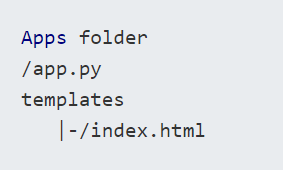 Apps folder
/app.py
templates
   |-/index.html